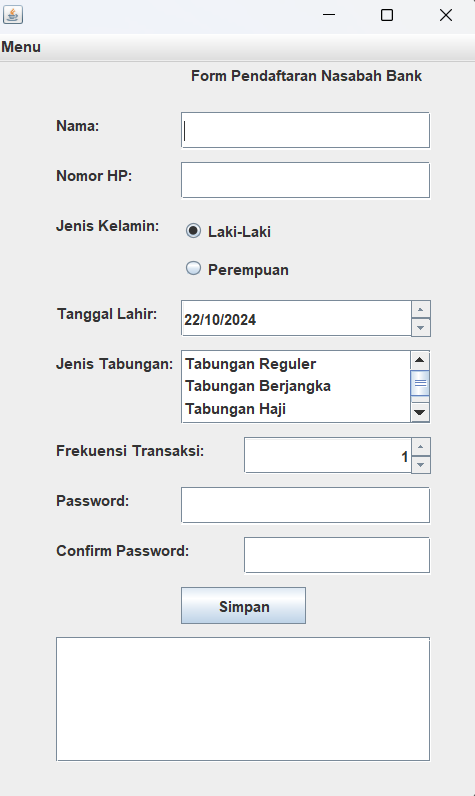 Menu
Form Pendaftaran Nasabah Bank
Nama:
Nomor HP:
Jenis Kelamin:
Laki-Laki
Perempuan
Tanggal Lahir:
22/10/2024
Jenis Tabungan:
Tabungan Reguler
Tabungan Berjangka
Tabungan Haji
Frekuensi Transaksi:
1
Password:
Confirm Password:
Simpan